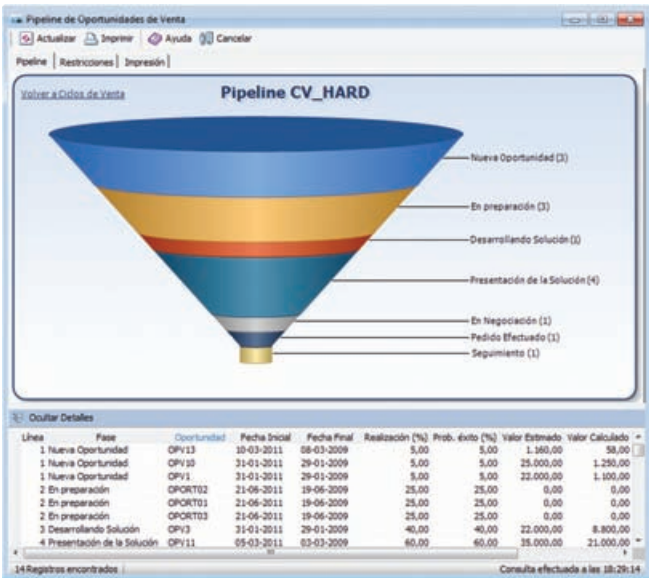 Pipeline de Oportunidades de Venta
Actualizar Imprimir Ayuda Cancelar
Pipeline Restricciones Impresión
Volver a Ciclos de Venta
Pipeline CV_HARD
Nueva Oportunidad (3)
En preparación (3)
Desarrollando Solución (1)
Presentación de la Solución (4)
En Negociación (1)
Pedido Efectuado (1)
Seguimiento (1)
Ocultar Detalles
Línea Fase Oportunidad Fecha Inicial Fecha Final Realización (%) Prob. éxito (%) Valor Estimado Valor Calculado
1 Nueva Oportunidad OPV13 10-03-2011 08-03-2009 5,00 5,00 1.160,00 58,00
1 Nueva Oportunidad OPV10 31-01-2011 29-01-2009 5,00 5,00 25.000,00 1.250,00
1 Nueva Oportunidad OPV1 31-01-2011 29-01-2009 5,00 5,00 22.000,00 1.100,00
2 En preparación OPORT02 21-06-2011 19-06-2009 25,00 25,00 0,00 0,00
2 En preparación OPORT01 21-06-2011 19-06-2009 25,00 25,00 0,00 0,00
2 En preparación OPORT03 21-06-2011 19-06-2009 25,00 25,00 0,00 0,00
3 Desarrollando Solución OPV3 31-01-2011 29-01-2009 40,00 40,00 22.000,00 8.800,00
4 Presentación de la Solución OPV11 05-03-2011 03-03-2009 60,00 60,00 35.000,00 21.000,00
14 Registros encontrados Consulta efectuada a las 18:29:14